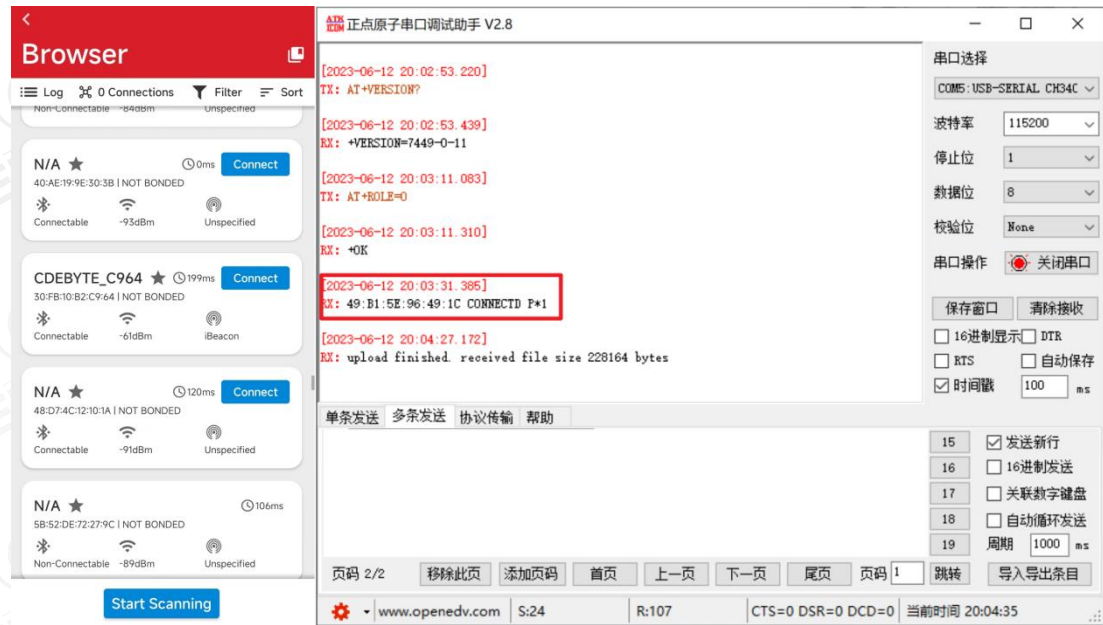 Browser
Log 0 Connections Filter Sort
Non-Connectable -84dBm Unspecified
N/A 0ms Connect
40:AE:19:9E:30:3B | NOT BONDED
Connectable -93dBm Unspecified
CDEBYTE_C964 199ms Connect
30:FB:10:B2:C9:64 | NOT BONDED
Connectable -61dBm iBeacon
N/A 120ms Connect
48:D7:4C:12:10:1A | NOT BONDED
Connectable -91dBm Unspecified
N/A 106ms
5B:52:DE:72:27:9C | NOT BONDED
Non-Connectable -89dBm Unspecified
Start Scanning
ATK
ICOM
正点原子串口调试助手 V2.8
[2023-06-12 20:02:53.220]
TX: AT+VERSION?
[2023-06-12 20:02:53.439]
RX: +VERSION=7449-0-11
[2023-06-12 20:03:11.083]
TX: AT+ROLE=0
[2023-06-12 20:03:11.310]
RX: +OK
[2023-06-12 20:03:31.385]
RX: 49:B1:5E:96:49:1C CONNECTD P*1
[2023-06-12 20:04:27.172]
RX: upload finished. received file size 228164 bytes
串口选择
COM5:USB-SERIAL CH34C
波特率 115200
停止位 1
数据位 8
校验位 None
串口操作 关闭串口
保存窗口 清除接收
16进制显示 DTR
RTS 自动保存
时间戳 100 ms
单条发送 多条发送 协议传输 帮助
15 发送新行
16 16进制发送
17 关联数字键盘
18 自动循环发送
19 周期 1000 ms
页码 2/2 移除此页 添加页码 首页 上一页 下一页 尾页 页码 1 跳转 导入导出条目
www.openedv.com S:24 R:107 CTS=0 DSR=0 DCD=0 当前时间 20:04:35